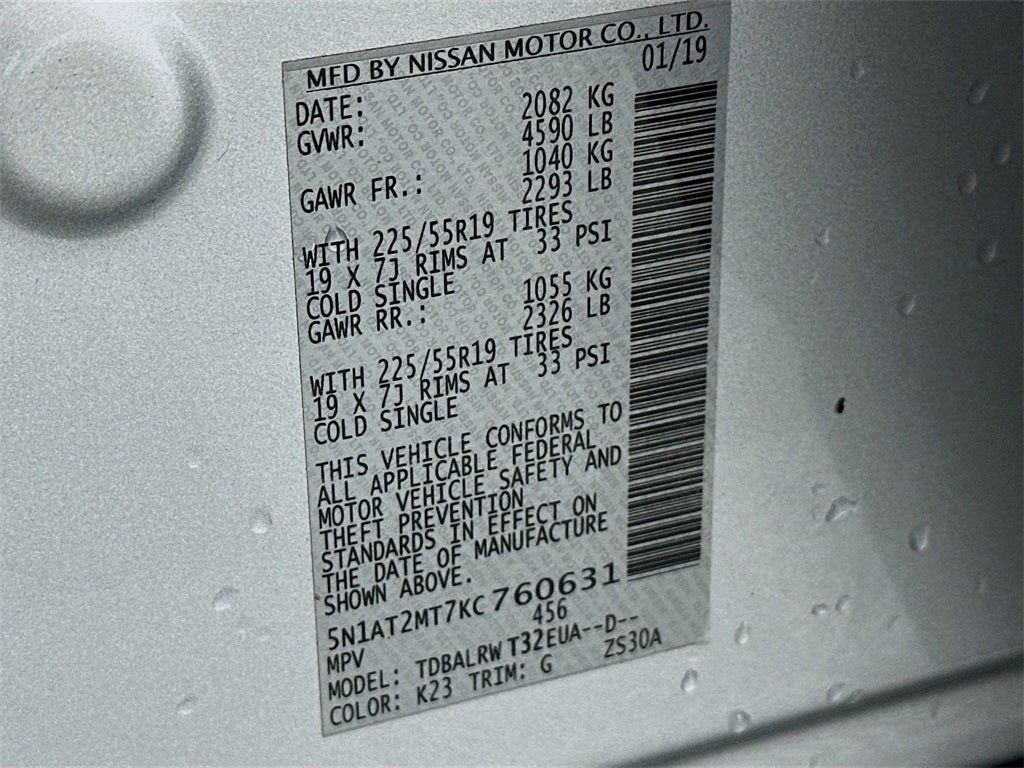 MFD BY NISSAN MOTOR CO., LTD.
DATE: 01/19
GVWR: 2082 KG
4590 LB
GAWR FR.: 1040 KG
2293 LB
WITH 225/55R19 TIRES
19 X 7J RIMS AT 33 PSI
COLD SINGLE
GAWR RR.: 1055 KG
2326 LB
WITH 225/55R19 TIRES
19 X 7J RIMS AT 33 PSI
COLD SINGLE
THIS VEHICLE CONFORMS TO
ALL APPLICABLE FEDERAL
MOTOR VEHICLE SAFETY AND
THEFT PREVENTION
STANDARDS IN EFFECT ON
THE DATE OF MANUFACTURE
SHOWN ABOVE.
5N1AT2MT7KC760631
MPV 456
MODEL: TDBALRWT32EUA--D--
COLOR: K23 TRIM: G ZS30A